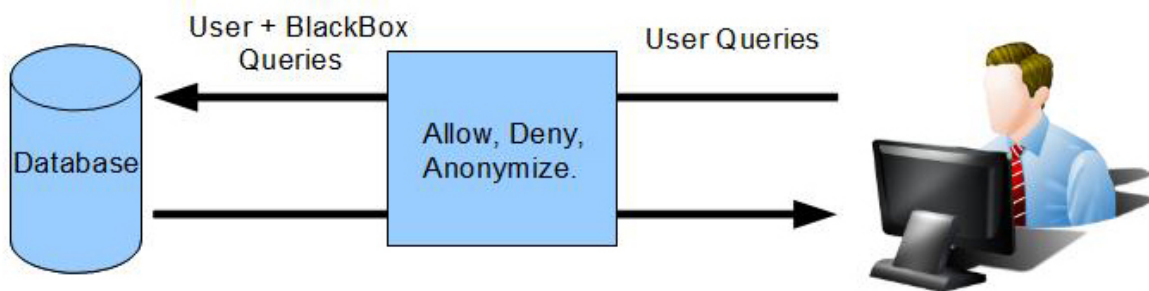 User + BlackBox
Queries
User Queries
Database
Allow, Deny,
Anonymize.